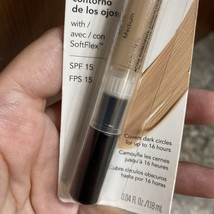 contorno
de los ojos
with /
avec / con
SoftFlex™
SPF 15
FPS 15
Medium
Covers dark circles
for up to 16 hours
Camoufle les cernes
jusqu'à 16 heures
Cubre círculos obscuros
hasta por 16 horas
0.04 fl. oz./1.18 mL